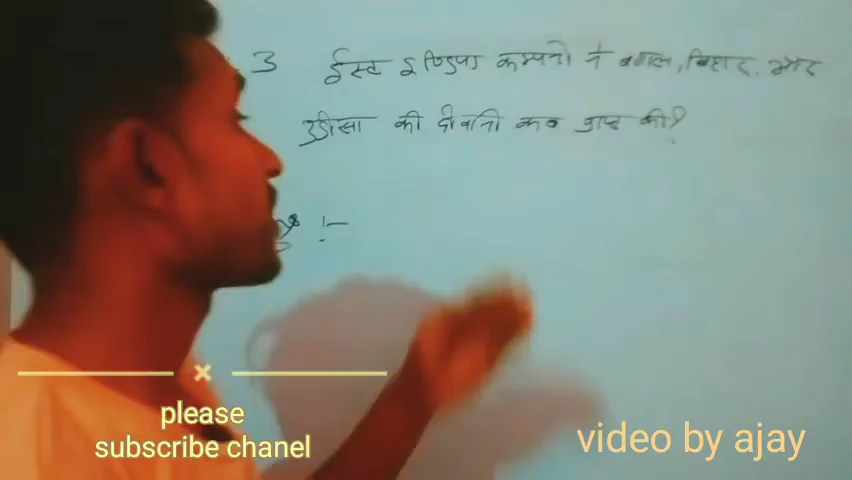 3 ईस्ट इण्डिया कम्पनी ने बंगाल, बिहार, और
उड़ीसा की दीवानी कब प्राप्त की?
:-
please
subscribe chanel
video by ajay